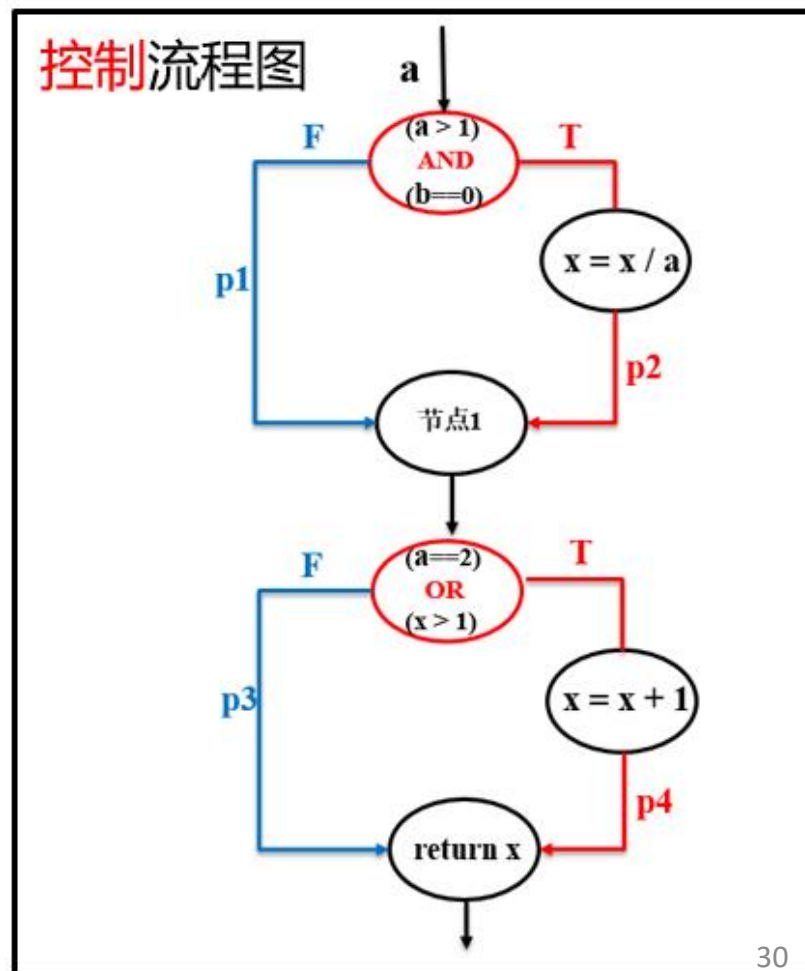 控制流程图
a
(a > 1)
AND
(b==0)
F
T
x = x / a
p1
p2
节点1
(a==2)
OR
(x > 1)
F
T
x = x + 1
p3
p4
return x
30